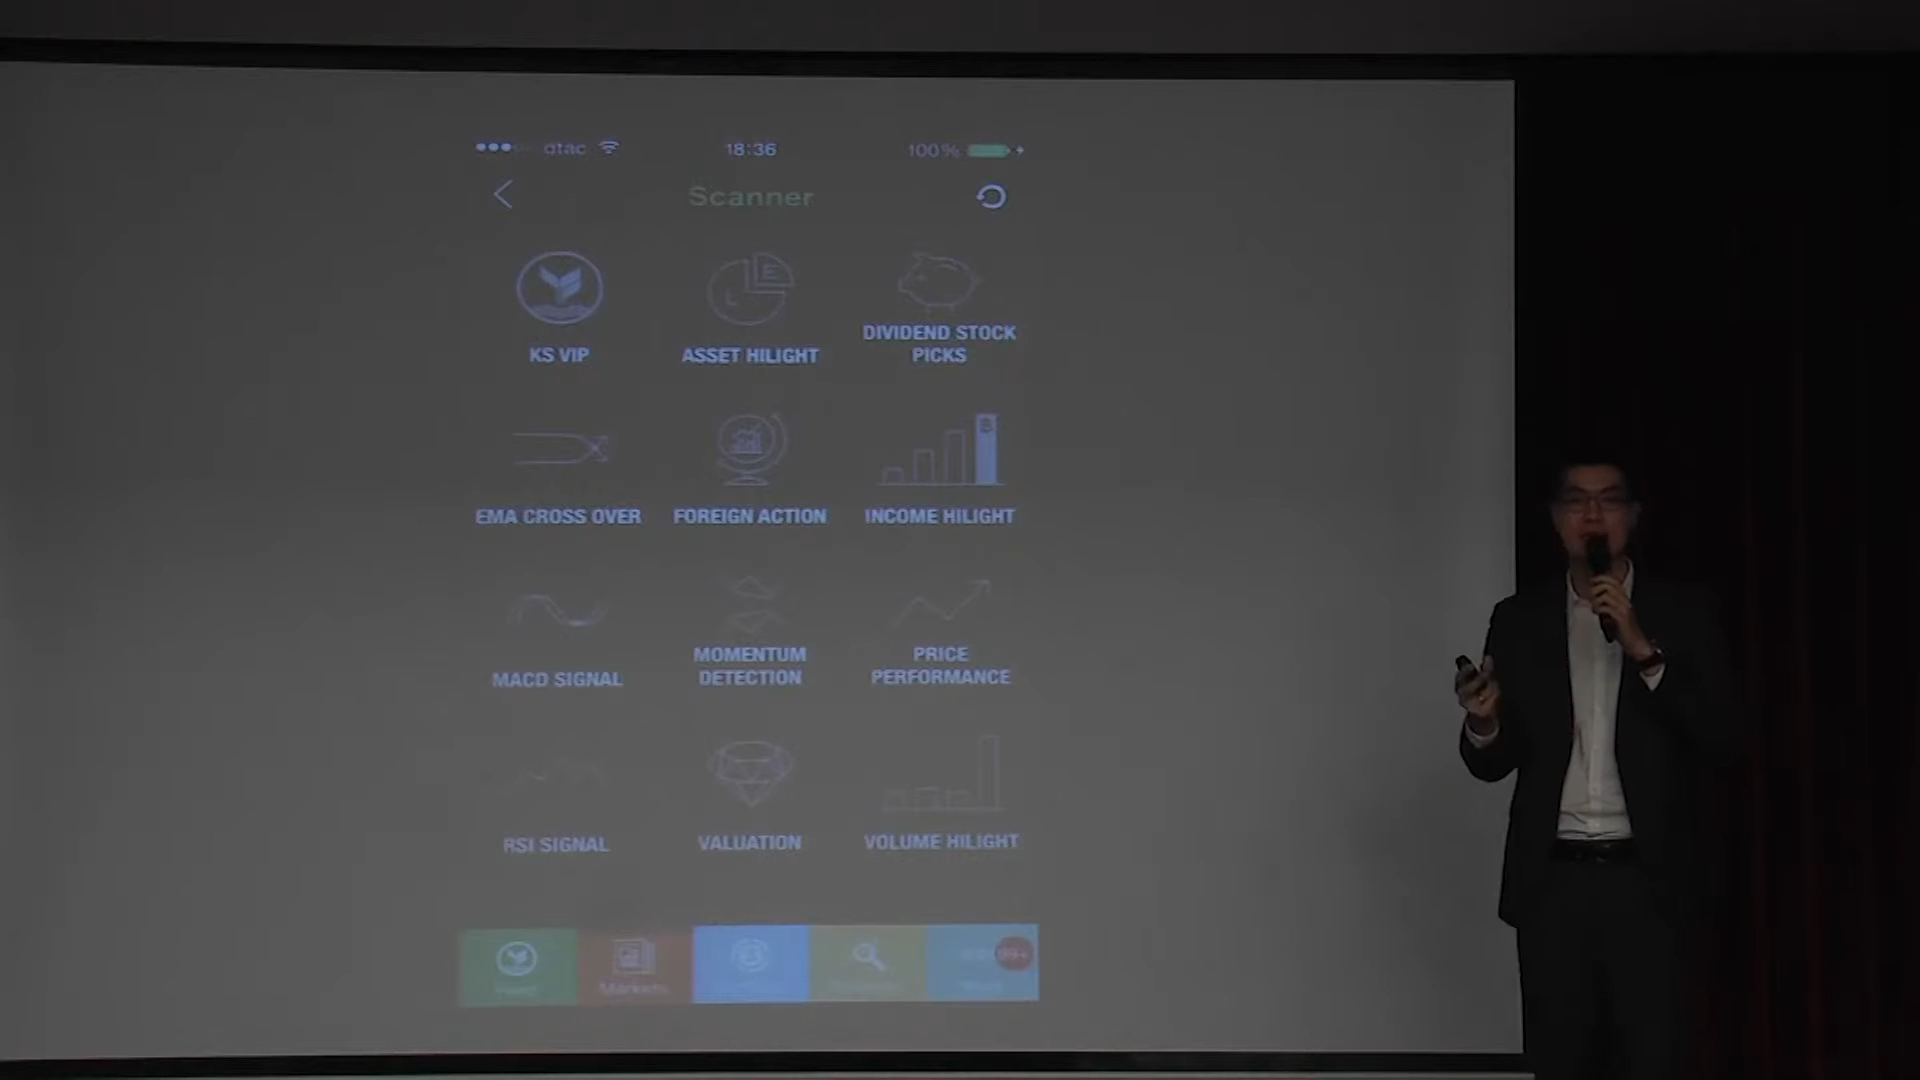 dtac
18:36
100%
Scanner
KS VIP
ASSET HILIGHT
DIVIDEND STOCK
PICKS
EMA CROSS OVER
FOREIGN ACTION
INCOME HILIGHT
MACD SIGNAL
MOMENTUM
DETECTION
PRICE
PERFORMANCE
RSI SIGNAL
VALUATION
VOLUME HILIGHT
Markets
99+